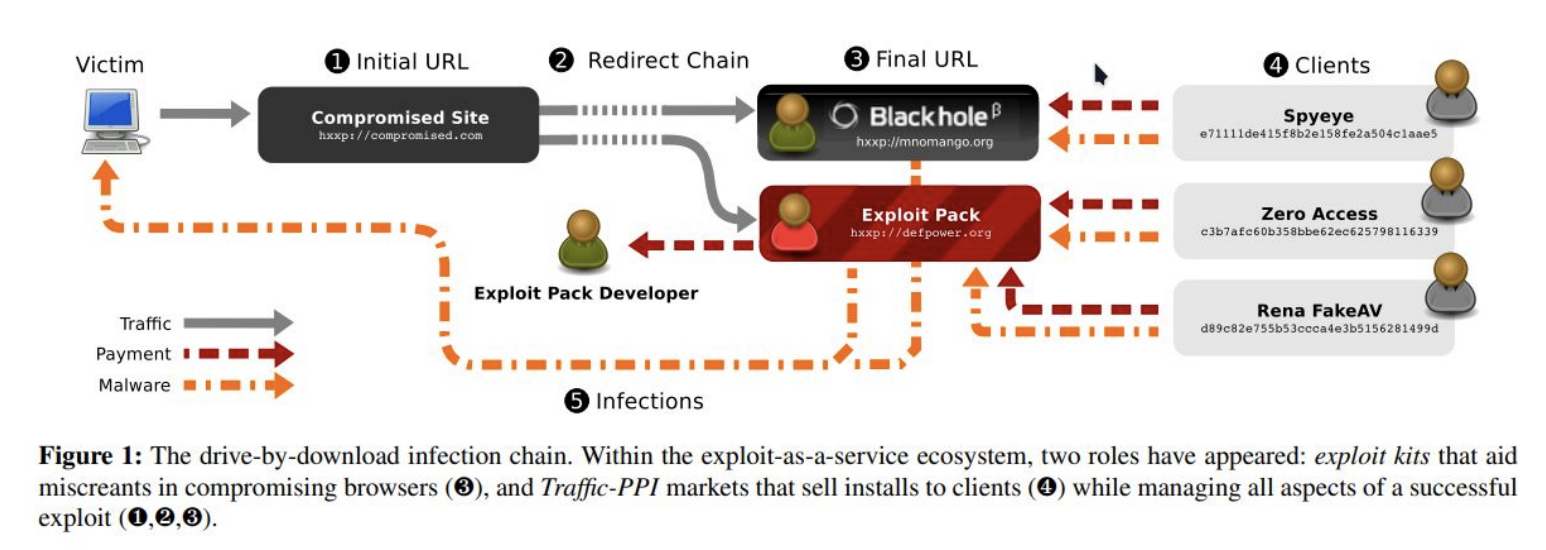 Victim
❶ Initial URL
❷ Redirect Chain
❸ Final URL
❹ Clients
Compromised Site
hxxp://compromised.com
Blackhole β
hxxp://mnomango.org
Spyeye
e71111de415f8b2e158fe2a504c1aae5
Exploit Pack
hxxp://defpower.org
Zero Access
c3b7afc60b358bbe62ec625798116339
Exploit Pack Developer
Rena FakeAV
d89c82e755b53ccca4e3b5156281499d
Traffic
Payment
Malware
❺ Infections
Figure 1: The drive-by-download infection chain. Within the exploit-as-a-service ecosystem, two roles have appeared: exploit kits that aid
miscreants in compromising browsers (❸), and Traffic-PPI markets that sell installs to clients (❹) while managing all aspects of a successful
exploit (❶,❷,❸).